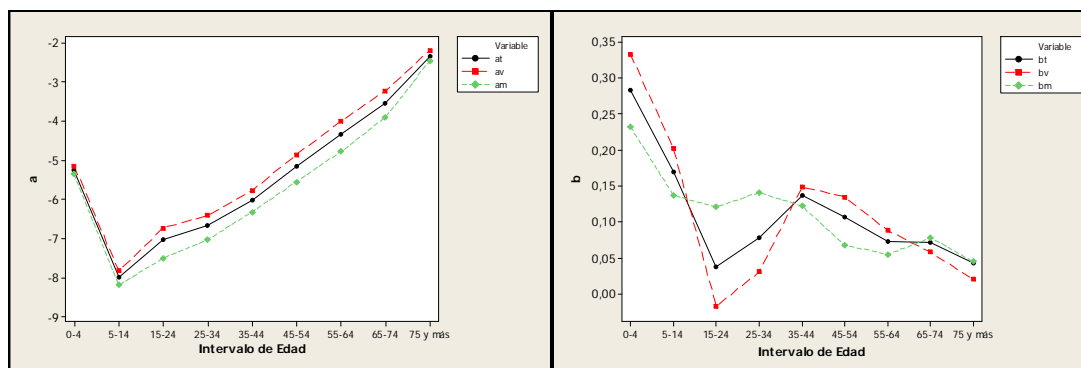 -2
-3
-4
-5
-6
-7
-8
-9
a
0-4 5-14 15-24 25-34 35-44 45-54 55-64 65-74 75 y más
Intervalo de Edad
Variable
at
av
am
0,35
0,30
0,25
0,20
0,15
0,10
0,05
0,00
b
0-4 5-14 15-24 25-34 35-44 45-54 55-64 65-74 75 y más
Intervalo de Edad
Variable
bt
bv
bm